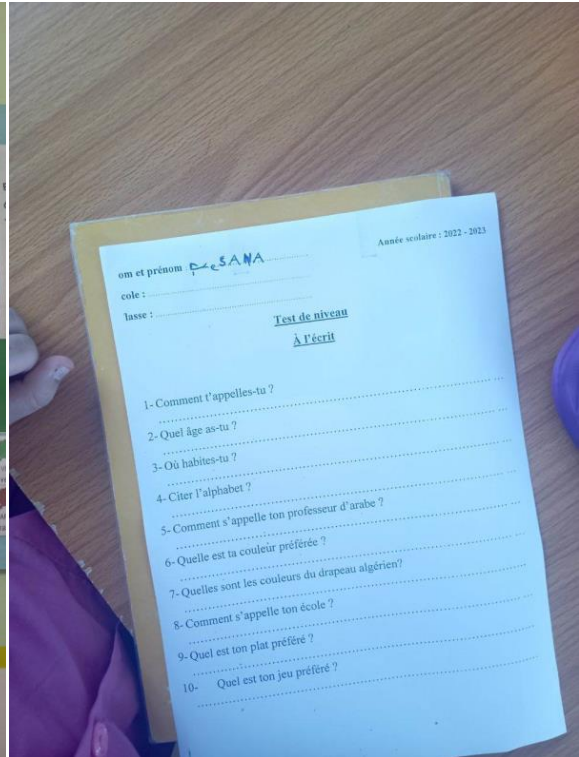 Année scolaire : 2022 - 2023
om et prénom : SANA
cole :
lasse :
Test de niveau
À l'écrit
1- Comment t'appelles-tu ?
2- Quel âge as-tu ?
3- Où habites-tu ?
4- Citer l'alphabet ?
5- Comment s'appelle ton professeur d'arabe ?
6- Quelle est ta couleur préférée ?
7- Quelles sont les couleurs du drapeau algérien?
8- Comment s'appelle ton école ?
9- Quel est ton plat préféré ?
10- Quel est ton jeu préféré ?